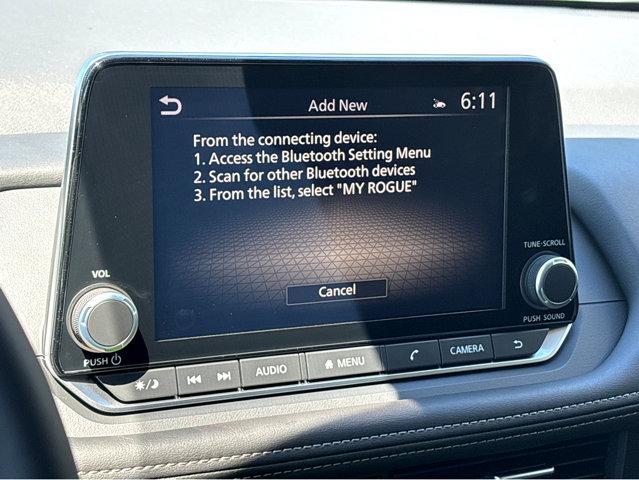 Add New
6:11
From the connecting device:
1. Access the Bluetooth Setting Menu
2. Scan for other Bluetooth devices
3. From the list, select "MY ROGUE"
Cancel
VOL
PUSH
TUNE·SCROLL
PUSH SOUND
AUDIO
MENU
CAMERA